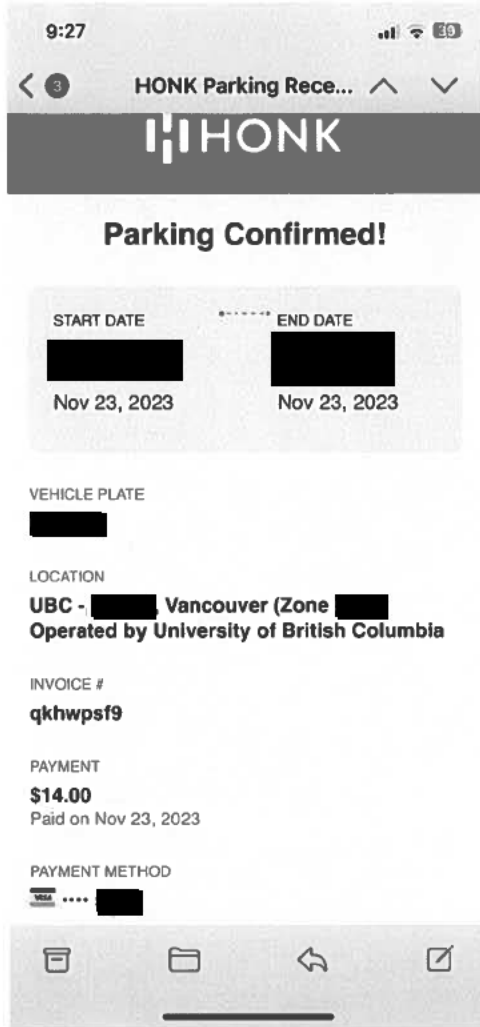 9:27
39
3 HONK Parking Rece...
HONK
Parking Confirmed!
START DATE END DATE
Nov 23, 2023 Nov 23, 2023
VEHICLE PLATE
LOCATION
UBC - , Vancouver (Zone
Operated by University of British Columbia
INVOICE #
qkhwpsf9
PAYMENT
$14.00
Paid on Nov 23, 2023
PAYMENT METHOD
VISA ····